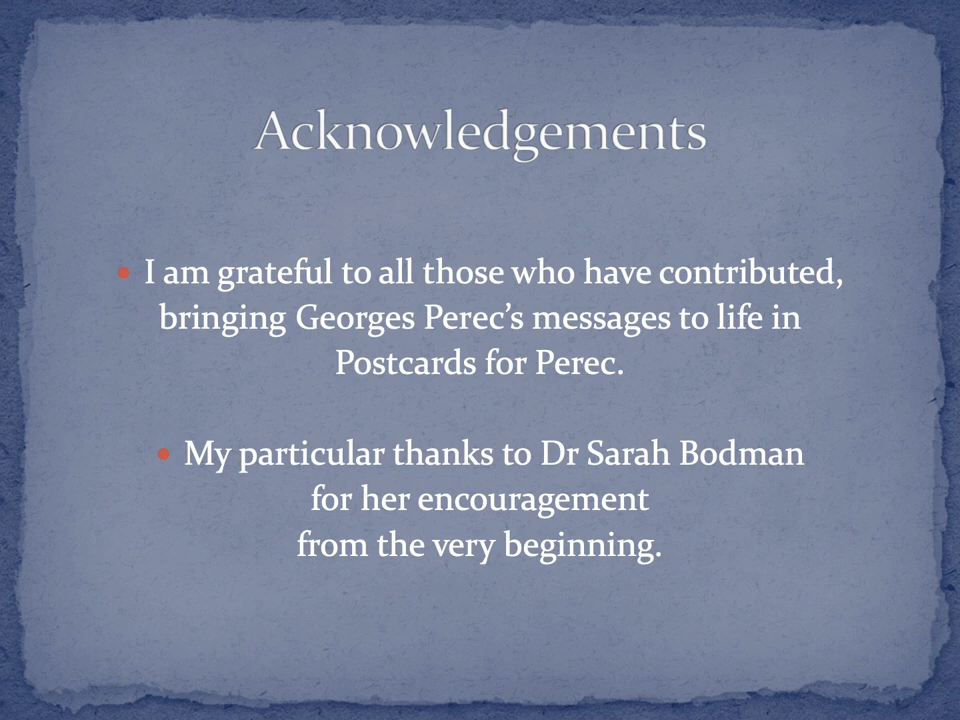 Acknowledgements
• I am grateful to all those who have contributed,
bringing Georges Perec’s messages to life in
Postcards for Perec.
• My particular thanks to Dr Sarah Bodman
for her encouragement
from the very beginning.